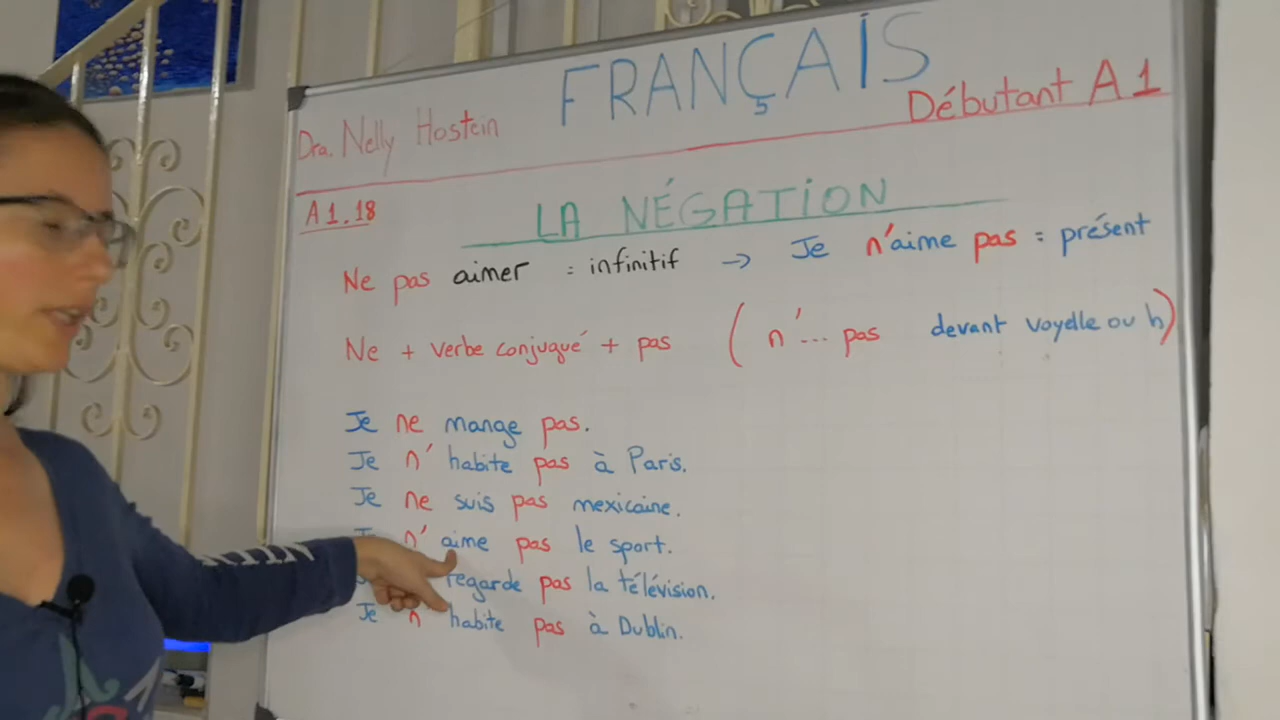 FRANÇAIS
Dra. Nelly Hostein
Débutant A1
A1.18
LA NÉGATION
Ne pas aimer = infinitif → Je n'aime pas = présent
Ne + verbe conjugué + pas ( n'... pas devant voyelle ou h)
Je ne mange pas.
Je n'habite pas à Paris.
Je ne suis pas mexicaine.
n'aime pas le sport.
regarde pas la télévision.
Je n habite pas à Dublin.